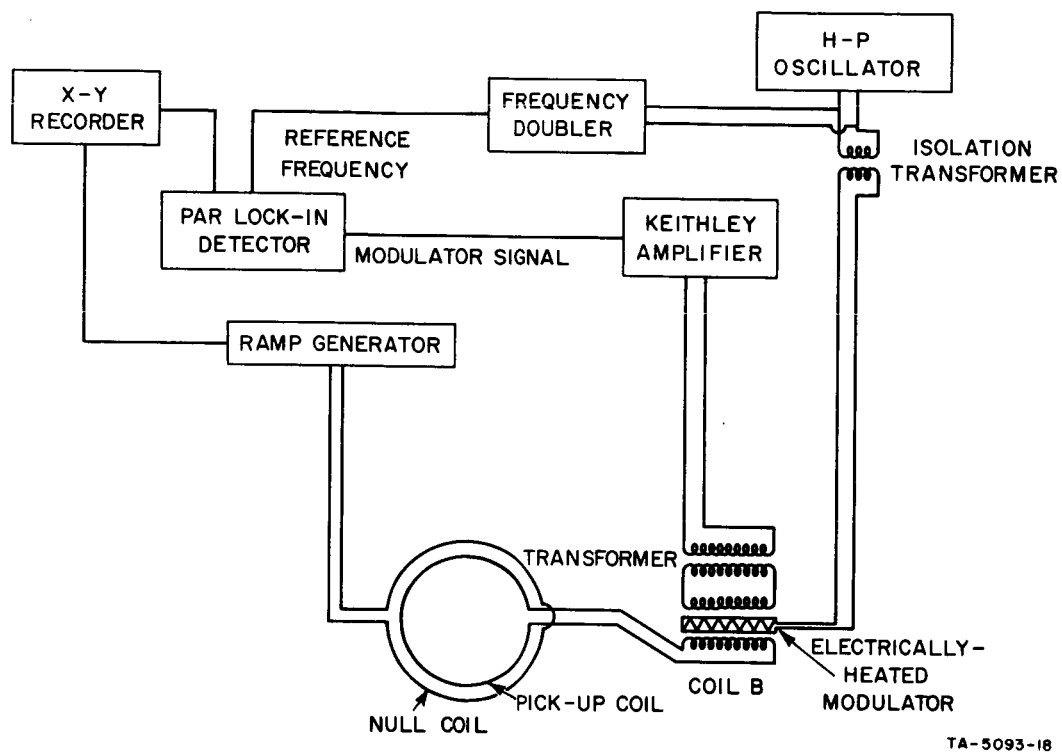 H-P
OSCILLATOR
X-Y
RECORDER
FREQUENCY
DOUBLER
REFERENCE
FREQUENCY
ISOLATION
TRANSFORMER
PAR LOCK-IN
DETECTOR
MODULATOR SIGNAL
KEITHLEY
AMPLIFIER
RAMP GENERATOR
TRANSFORMER
ELECTRICALLY-
HEATED
MODULATOR
COIL B
PICK-UP COIL
NULL COIL
TA-5093-18